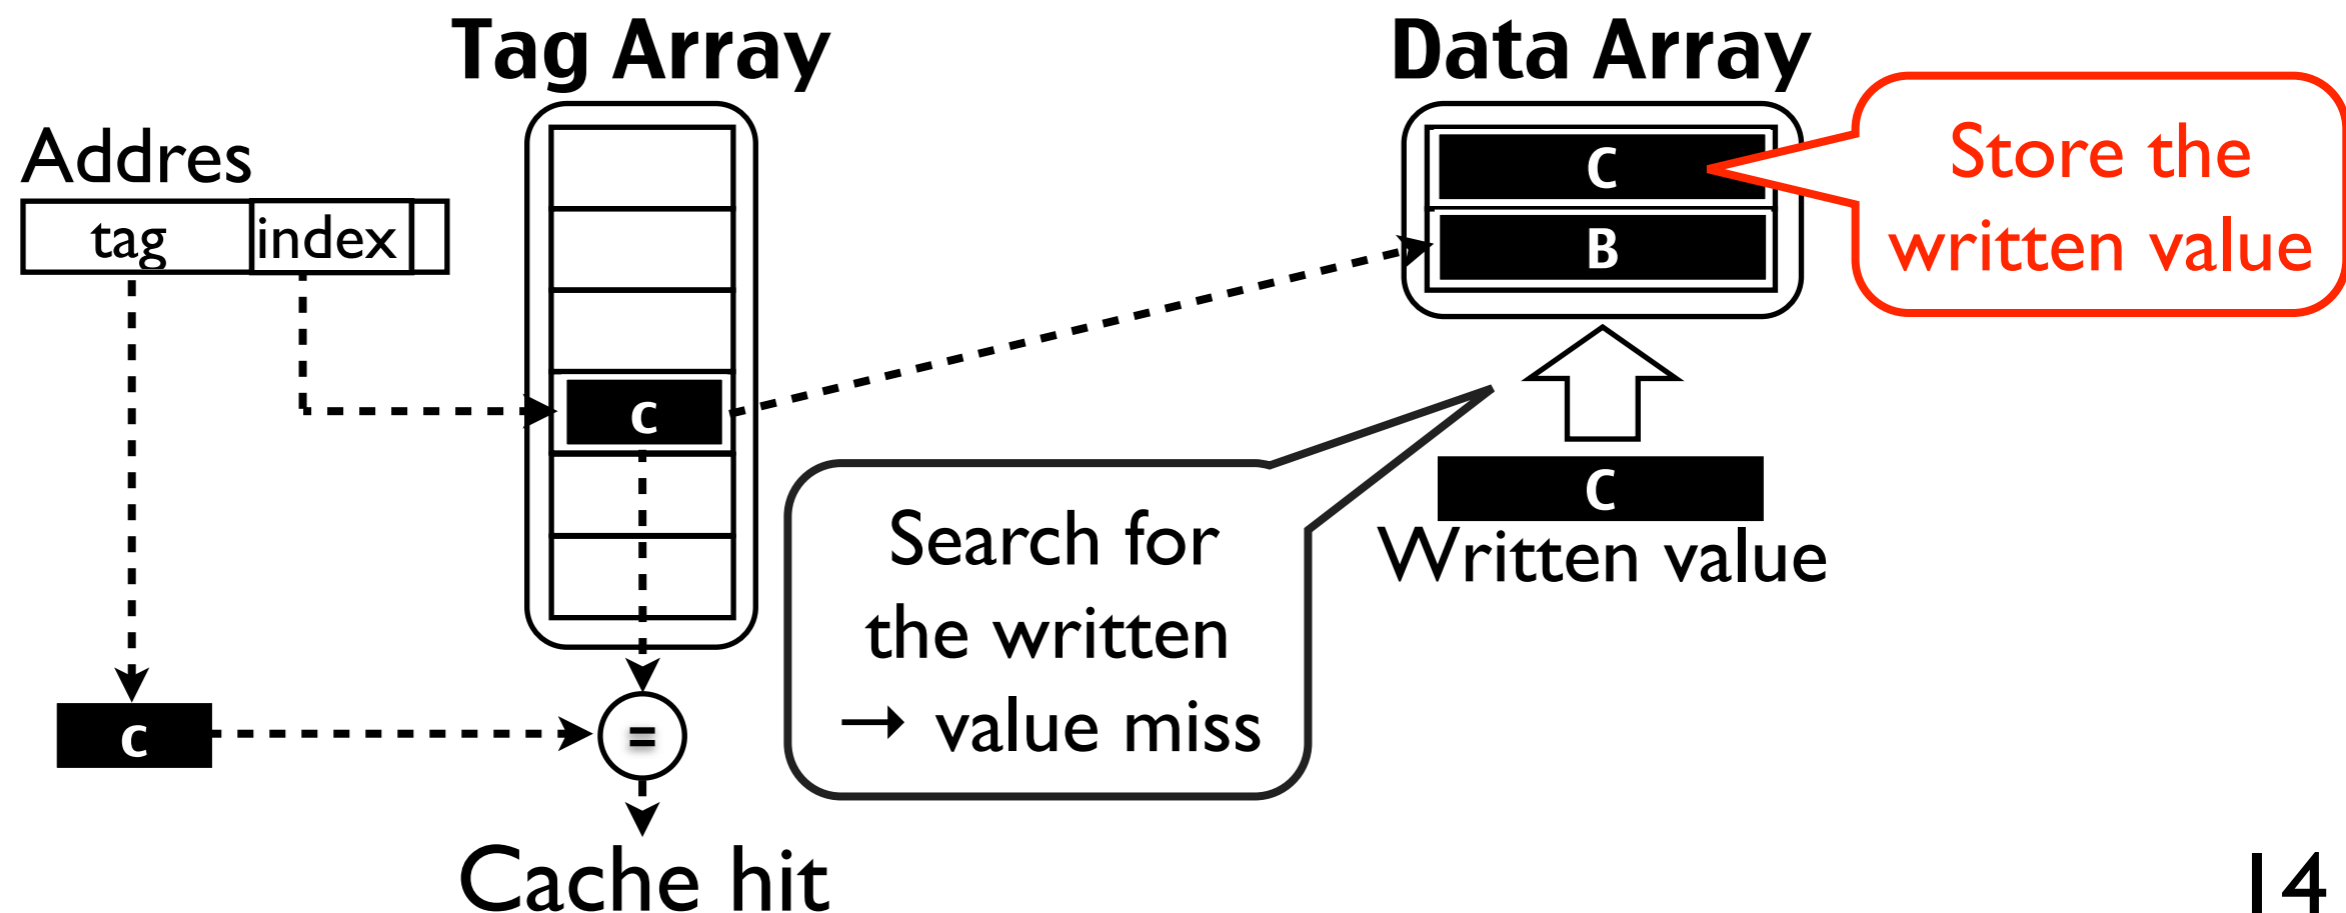 Tag Array
Data Array
Addres
tag
index
c
c
=
Cache hit
C
B
C
Written value
Search for
the written
→ value miss
Store the
written value
14